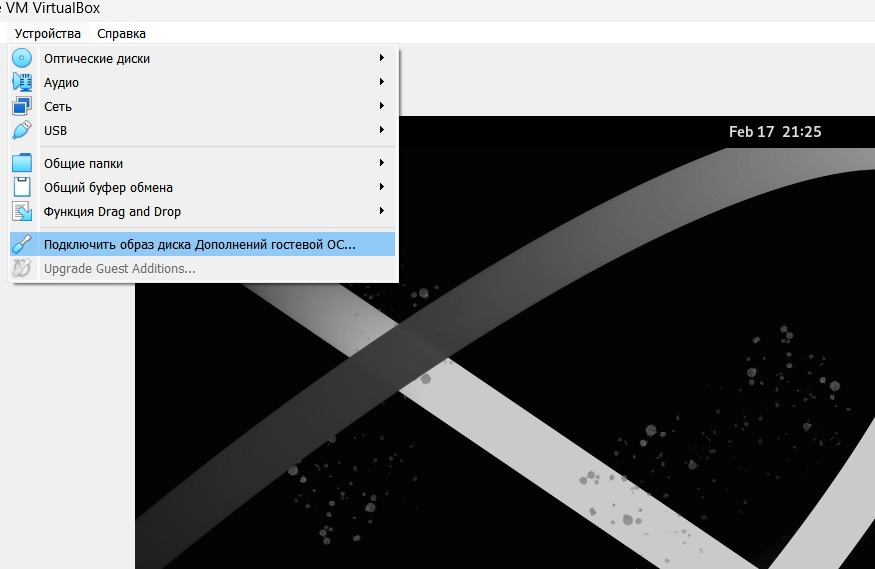 VM VirtualBox
Устройства Справка
Оптические диски
Аудио
Сеть
USB
Общие папки
Общий буфер обмена
Функция Drag and Drop
Подключить образ диска Дополнений гостевой ОС...
Upgrade Guest Additions...
Feb 17 21:25